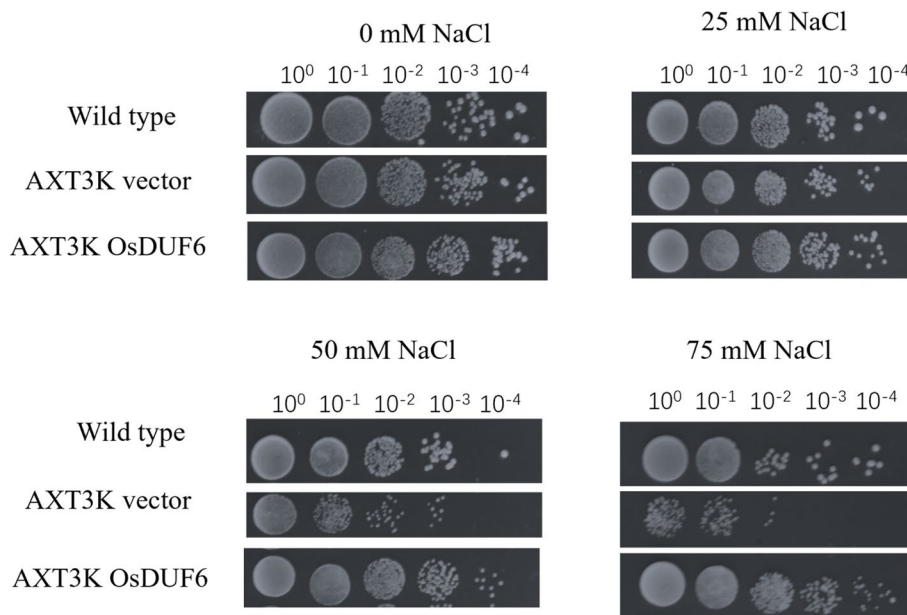 0 mM NaCl
25 mM NaCl
10⁰ 10⁻¹ 10⁻² 10⁻³ 10⁻⁴
10⁰ 10⁻¹ 10⁻² 10⁻³ 10⁻⁴
Wild type
AXT3K vector
AXT3K OsDUF6
50 mM NaCl
75 mM NaCl
10⁰ 10⁻¹ 10⁻² 10⁻³ 10⁻⁴
10⁰ 10⁻¹ 10⁻² 10⁻³ 10⁻⁴
Wild type
AXT3K vector
AXT3K OsDUF6